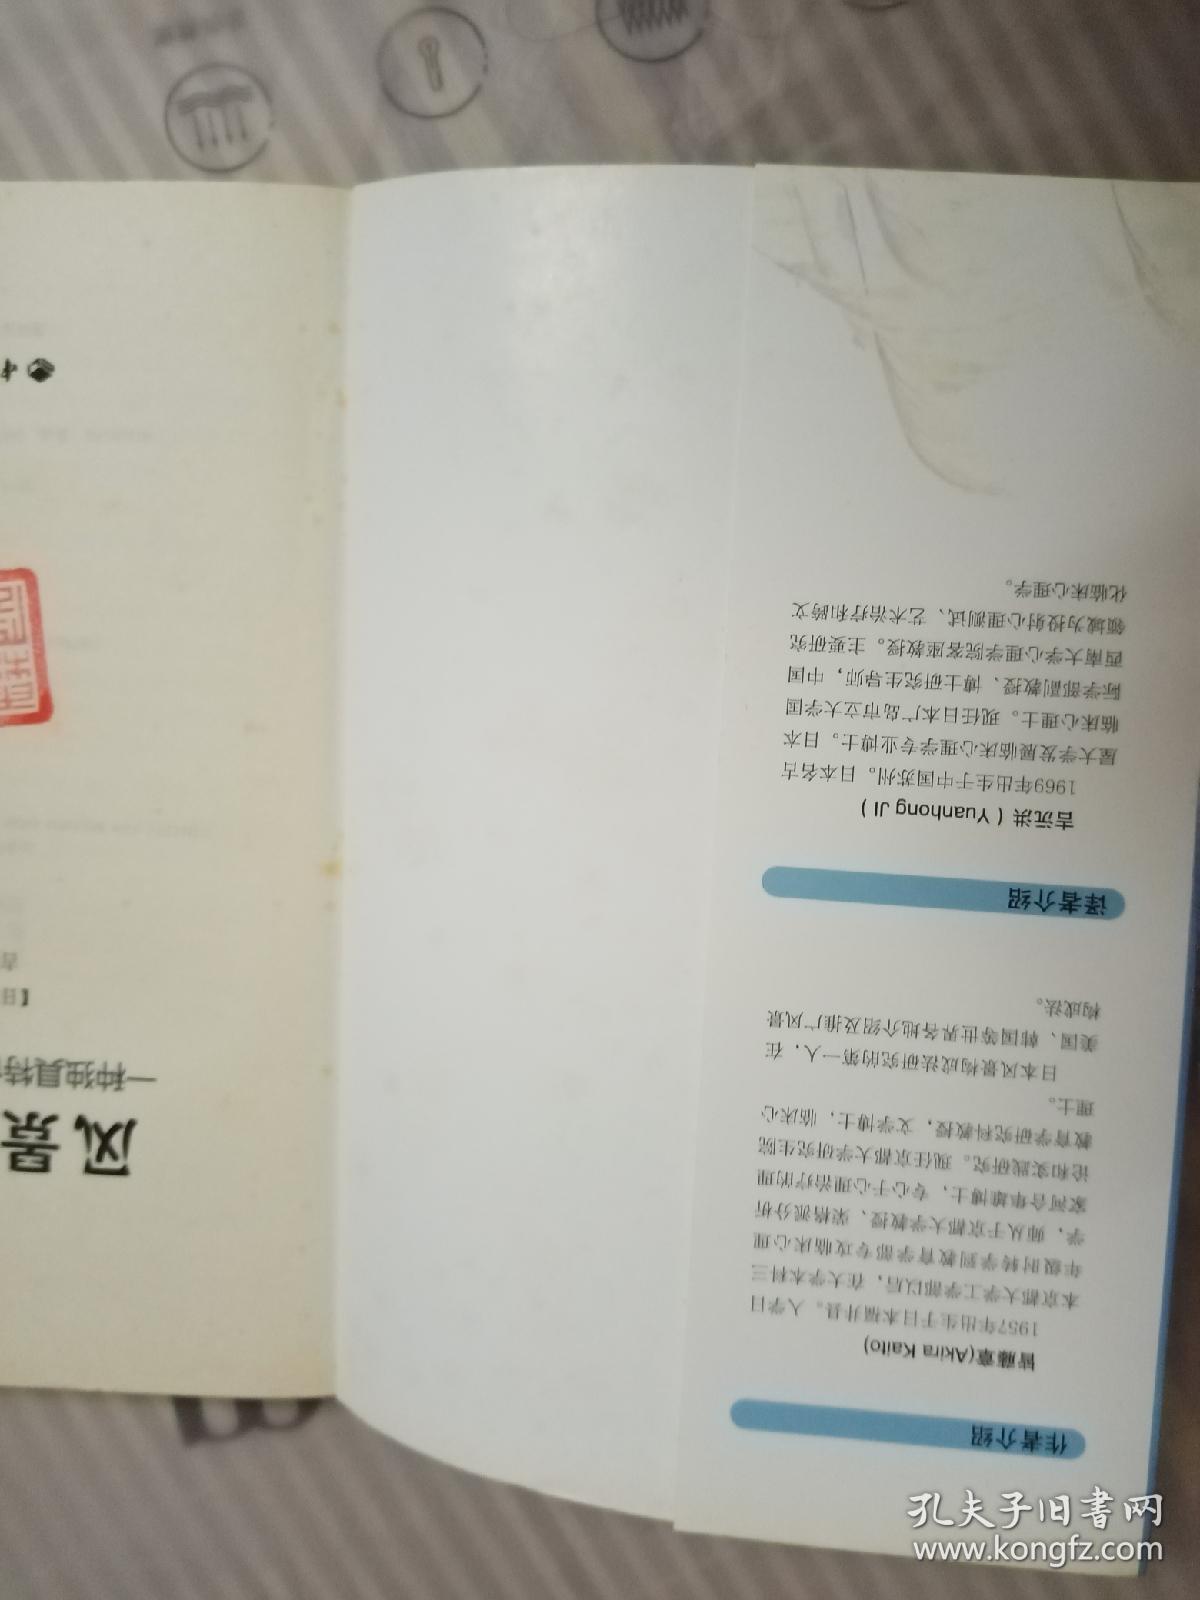 作者介绍
皆藤章(Akira Kaito)
1957年出生于日本福井县。入学日
本京都大学工学部以后，在大学本科三
年级时转学到教育学部专攻临床心理
学，师从于京都大学教授、荣格派分析
家河合隼雄博士，专心于心理治疗的理
论和实践研究。现任京都大学研究生院
教育学研究科教授，文学博士，临床心
理士。
日本风景构成法研究的第一人，在
美国、韩国等世界各地介绍及推广风景
构成法。
译者介绍
吉沅洪（Yuanhong JI）
1969年出生于中国苏州。日本名古
屋大学发展临床心理学专业博士。日本
临床心理士。现任日本广岛市立大学国
际学部副教授、博士研究生导师，中国
西南大学心理学院客座教授。主要研究
领域为投射心理测试、艺术治疗和跨文
化临床心理学。
风景
一种独具特
【日
吉
中
孔夫子旧书网
www.kongfz.com